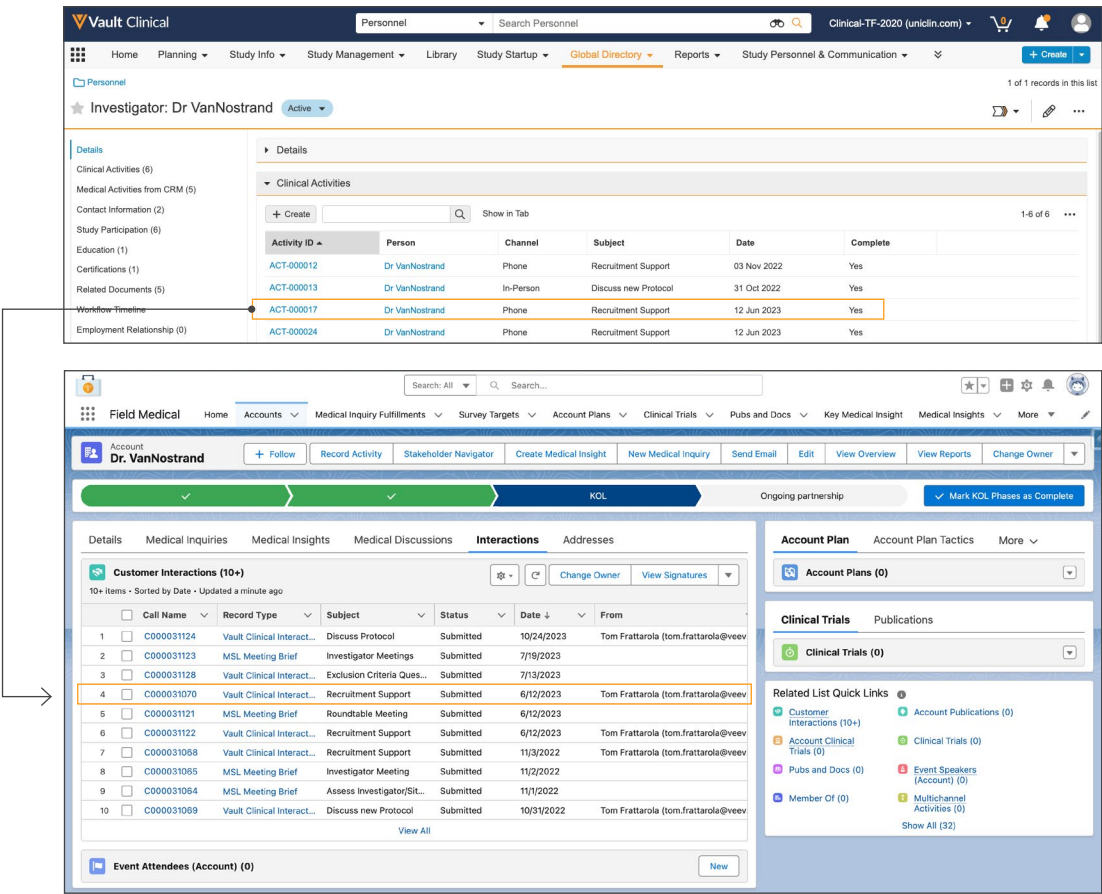 Vault Clinical
Personnel
Search Personnel
Clinical-TF-2020 (uniclin.com)
0
Home Planning Study Info Study Management Library Study Startup Global Directory Reports Study Personnel & Communication
+ Create
Personnel
1 of 1 records in this list
Investigator: Dr VanNostrand Active
Details
Clinical Activities (6)
Medical Activities from CRM (5)
Contact Information (2)
Study Participation (6)
Education (1)
Certifications (1)
Related Documents (5)
Workflow Timeline
Employment Relationship (0)
Details
Clinical Activities
+ Create
Show in Tab
1-6 of 6
Activity ID Person Channel Subject Date Complete
ACT-000012 Dr VanNostrand Phone Recruitment Support 03 Nov 2022 Yes
ACT-000013 Dr VanNostrand In-Person Discuss new Protocol 31 Oct 2022 Yes
ACT-000017 Dr VanNostrand Phone Recruitment Support 12 Jun 2023 Yes
ACT-000024 Dr VanNostrand Phone Recruitment Support 12 Jun 2023 Yes
Search: All Search...
Field Medical Home Accounts Medical Inquiry Fulfillments Survey Targets Account Plans Clinical Trials Pubs and Docs Key Medical Insight Medical Insights More
Account
Dr. VanNostrand
+ Follow Record Activity Stakeholder Navigator Create Medical Insight New Medical Inquiry Send Email Edit View Overview View Reports Change Owner
KOL Ongoing partnership Mark KOL Phases as Complete
Details Medical Inquiries Medical Insights Medical Discussions Interactions Addresses
Customer Interactions (10+)
10+ items • Sorted by Date • Updated a minute ago
Change Owner View Signatures
Call Name Record Type Subject Status Date ↓ From
1 C000031124 Vault Clinical Interact... Discuss Protocol Submitted 10/24/2023 Tom Frattarola (tom.frattarola@veev
2 C000031123 MSL Meeting Brief Investigator Meetings Submitted 7/19/2023
3 C000031128 Vault Clinical Interact... Exclusion Criteria Ques... Submitted 7/13/2023
4 C000031070 Vault Clinical Interact... Recruitment Support Submitted 6/12/2023 Tom Frattarola (tom.frattarola@veev
5 C000031121 MSL Meeting Brief Roundtable Meeting Submitted 6/12/2023
6 C000031122 Vault Clinical Interact... Recruitment Support Submitted 6/12/2023 Tom Frattarola (tom.frattarola@veev
7 C000031068 Vault Clinical Interact... Recruitment Support Submitted 11/3/2022 Tom Frattarola (tom.frattarola@veev
8 C000031065 MSL Meeting Brief Investigator Meeting Submitted 11/2/2022
9 C000031064 MSL Meeting Brief Assess Investigator/Sit... Submitted 11/1/2022
10 C000031069 Vault Clinical Interact... Discuss new Protocol Submitted 10/31/2022 Tom Frattarola (tom.frattarola@veev
View All
Event Attendees (Account) (0)
New
Account Plan Account Plan Tactics More
Account Plans (0)
Clinical Trials Publications
Clinical Trials (0)
Related List Quick Links
Customer Interactions (10+)
Account Publications (0)
Account Clinical Trials (0)
Clinical Trials (0)
Pubs and Docs (0)
Event Speakers (Account) (0)
Member Of (0)
Multichannel Activities (0)
Show All (32)